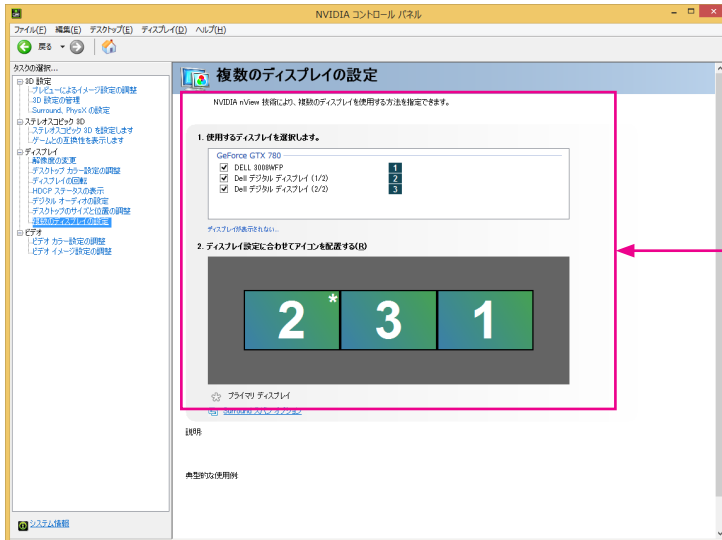 NVIDIA コントロール パネル
ファイル(F) 編集(E) デスクトップ(T) ディスプレイ(D) ヘルプ(H)
戻る
タスクの選択...
3D 設定
プレビューによるイメージ設定の調整
3D 設定の管理
Surround、PhysX の設定
ステレオスコピック 3D
ステレオスコピック 3D を設定します
ゲームとの互換性を表示します
ディスプレイ
解像度の変更
デスクトップ カラー設定の調整
ディスプレイの回転
HDCP ステータスの表示
デジタル オーディオの設定
デスクトップのサイズと位置の調整
複数のディスプレイの設定
ビデオ
ビデオ カラー設定の調整
ビデオ イメージ設定の調整
システム情報
複数のディスプレイの設定
NVIDIA nView 技術により、複数のディスプレイを使用する方法を指定できます。
1. 使用するディスプレイを選択します。
GeForce GTX 780
DELL 3008WFP 1
Dell デジタル ディスプレイ (1/2) 2
Dell デジタル ディスプレイ (2/2) 3
ディスプレイが表示されない...
2. ディスプレイ設定に合わせてアイコンを配置する(R)
2* 3 1
プライマリ ディスプレイ
Surround スパン オプション
説明:
典型的な使用例: